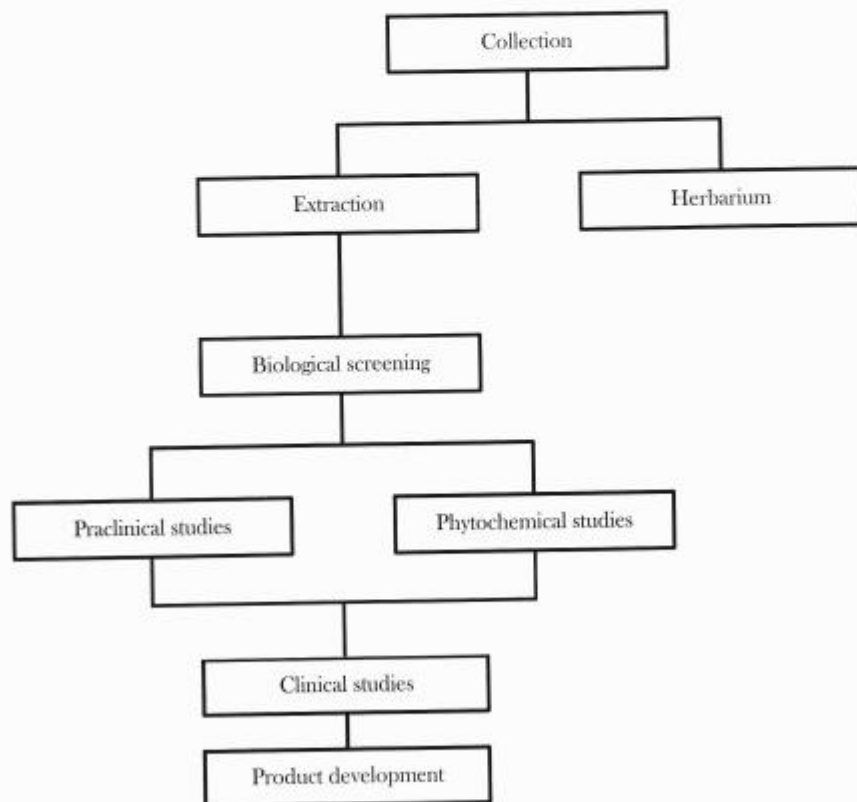 Collection
Extraction
Herbarium
Biological screening
Praclinical studies
Phytochemical studies
Clinical studies
Product development